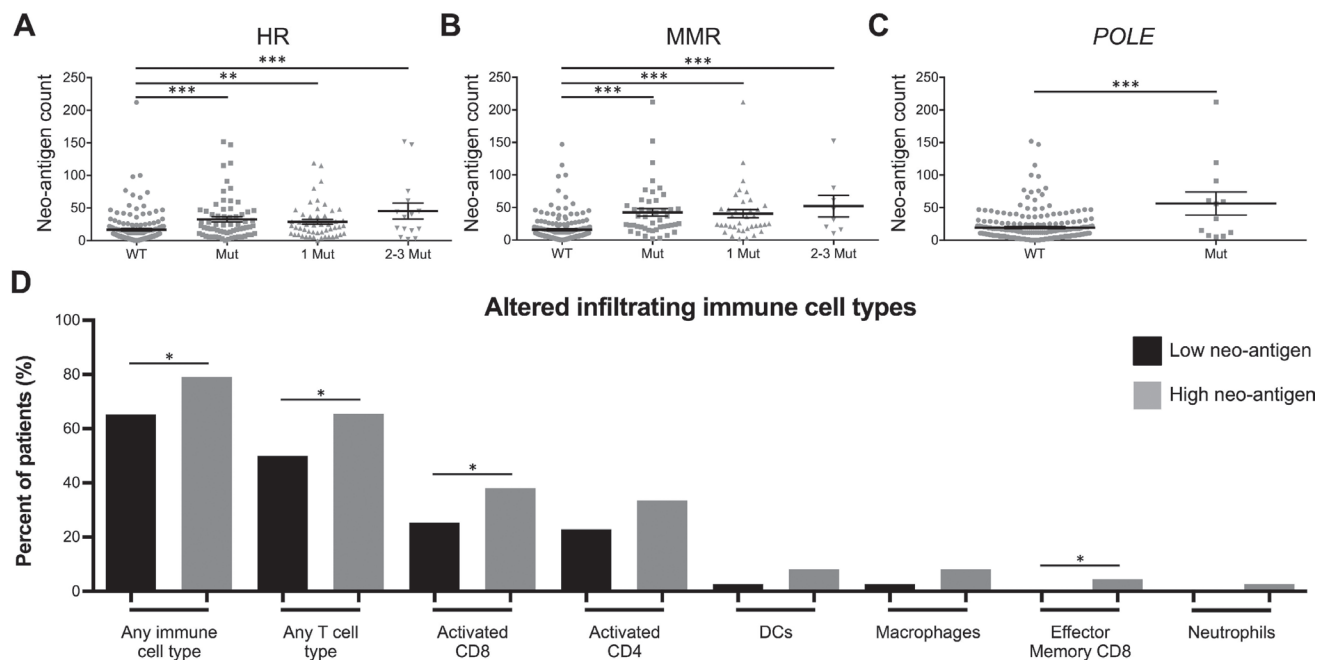 A
HR
Neo-antigen count
250
200
150
100
50
0
***
**
***
WT
Mut
1 Mut
2-3 Mut
B
MMR
Neo-antigen count
250
200
150
100
50
0
***
***
***
WT
Mut
1 Mut
2-3 Mut
C
POLE
Neo-antigen count
250
200
150
100
50
0
***
WT
Mut
D
Altered infiltrating immune cell types
Percent of patients (%)
100
80
60
40
20
0
*
*
*
*
Low neo-antigen
High neo-antigen
Any immune
cell type
Any T cell
type
Activated
CD8
Activated
CD4
DCs
Macrophages
Effector
Memory CD8
Neutrophils